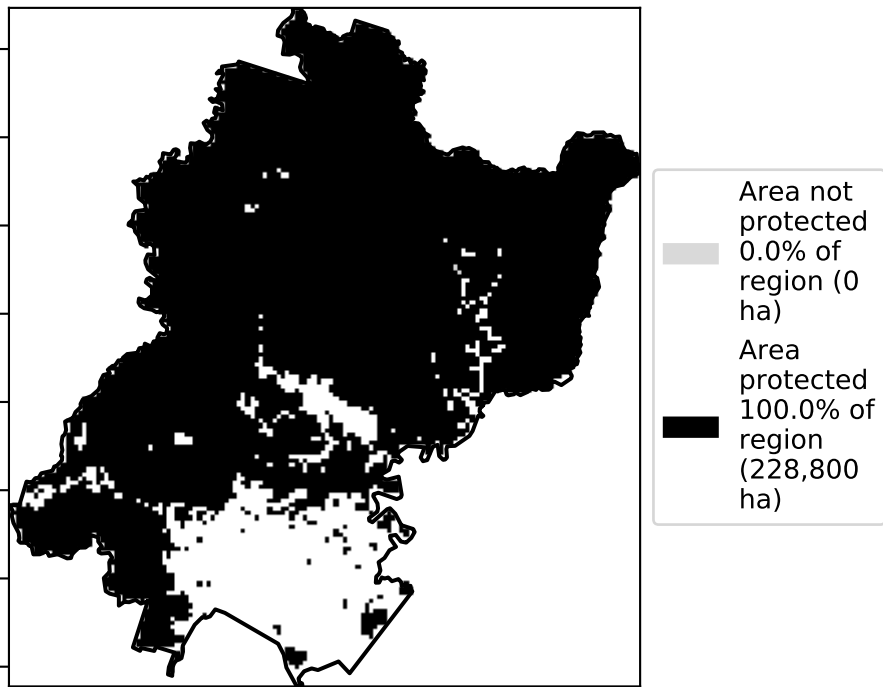 Area not
protected
0.0% of
region (0
ha)
Area
protected
100.0% of
region
(228,800
ha)